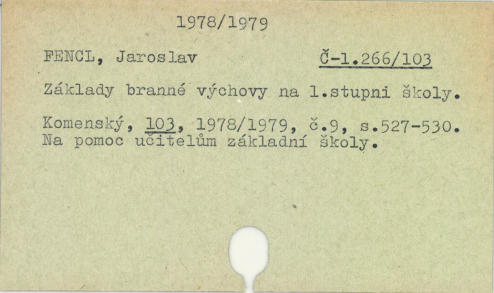 1978/1979
FENCL, Jaroslav Č-1.266/103
Základy branné výchovy na 1.stupni školy.
Komenský, 103, 1978/1979, č.9, s.527-530.
Na pomoc učitelům základní školy.